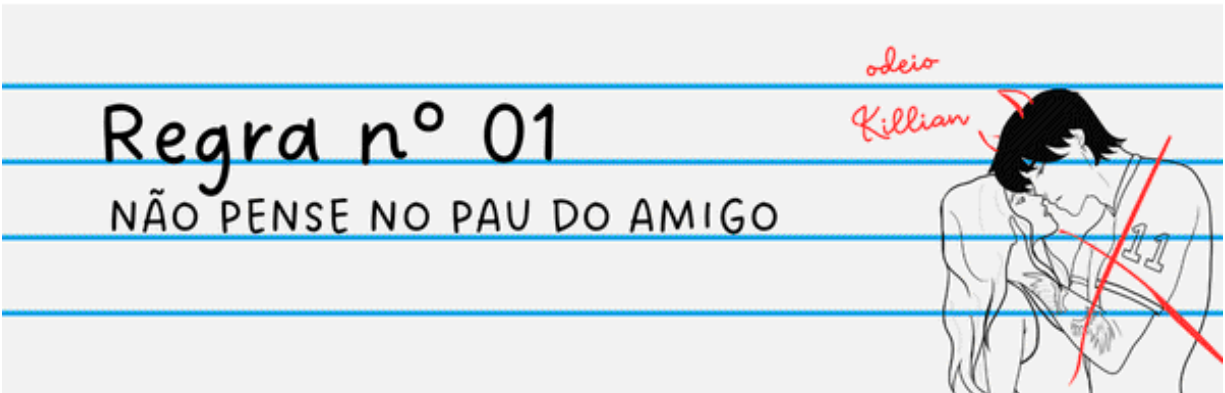 Regra nº 01
NÃO PENSE NO PAU DO AMIGO
odeio
Killian
11